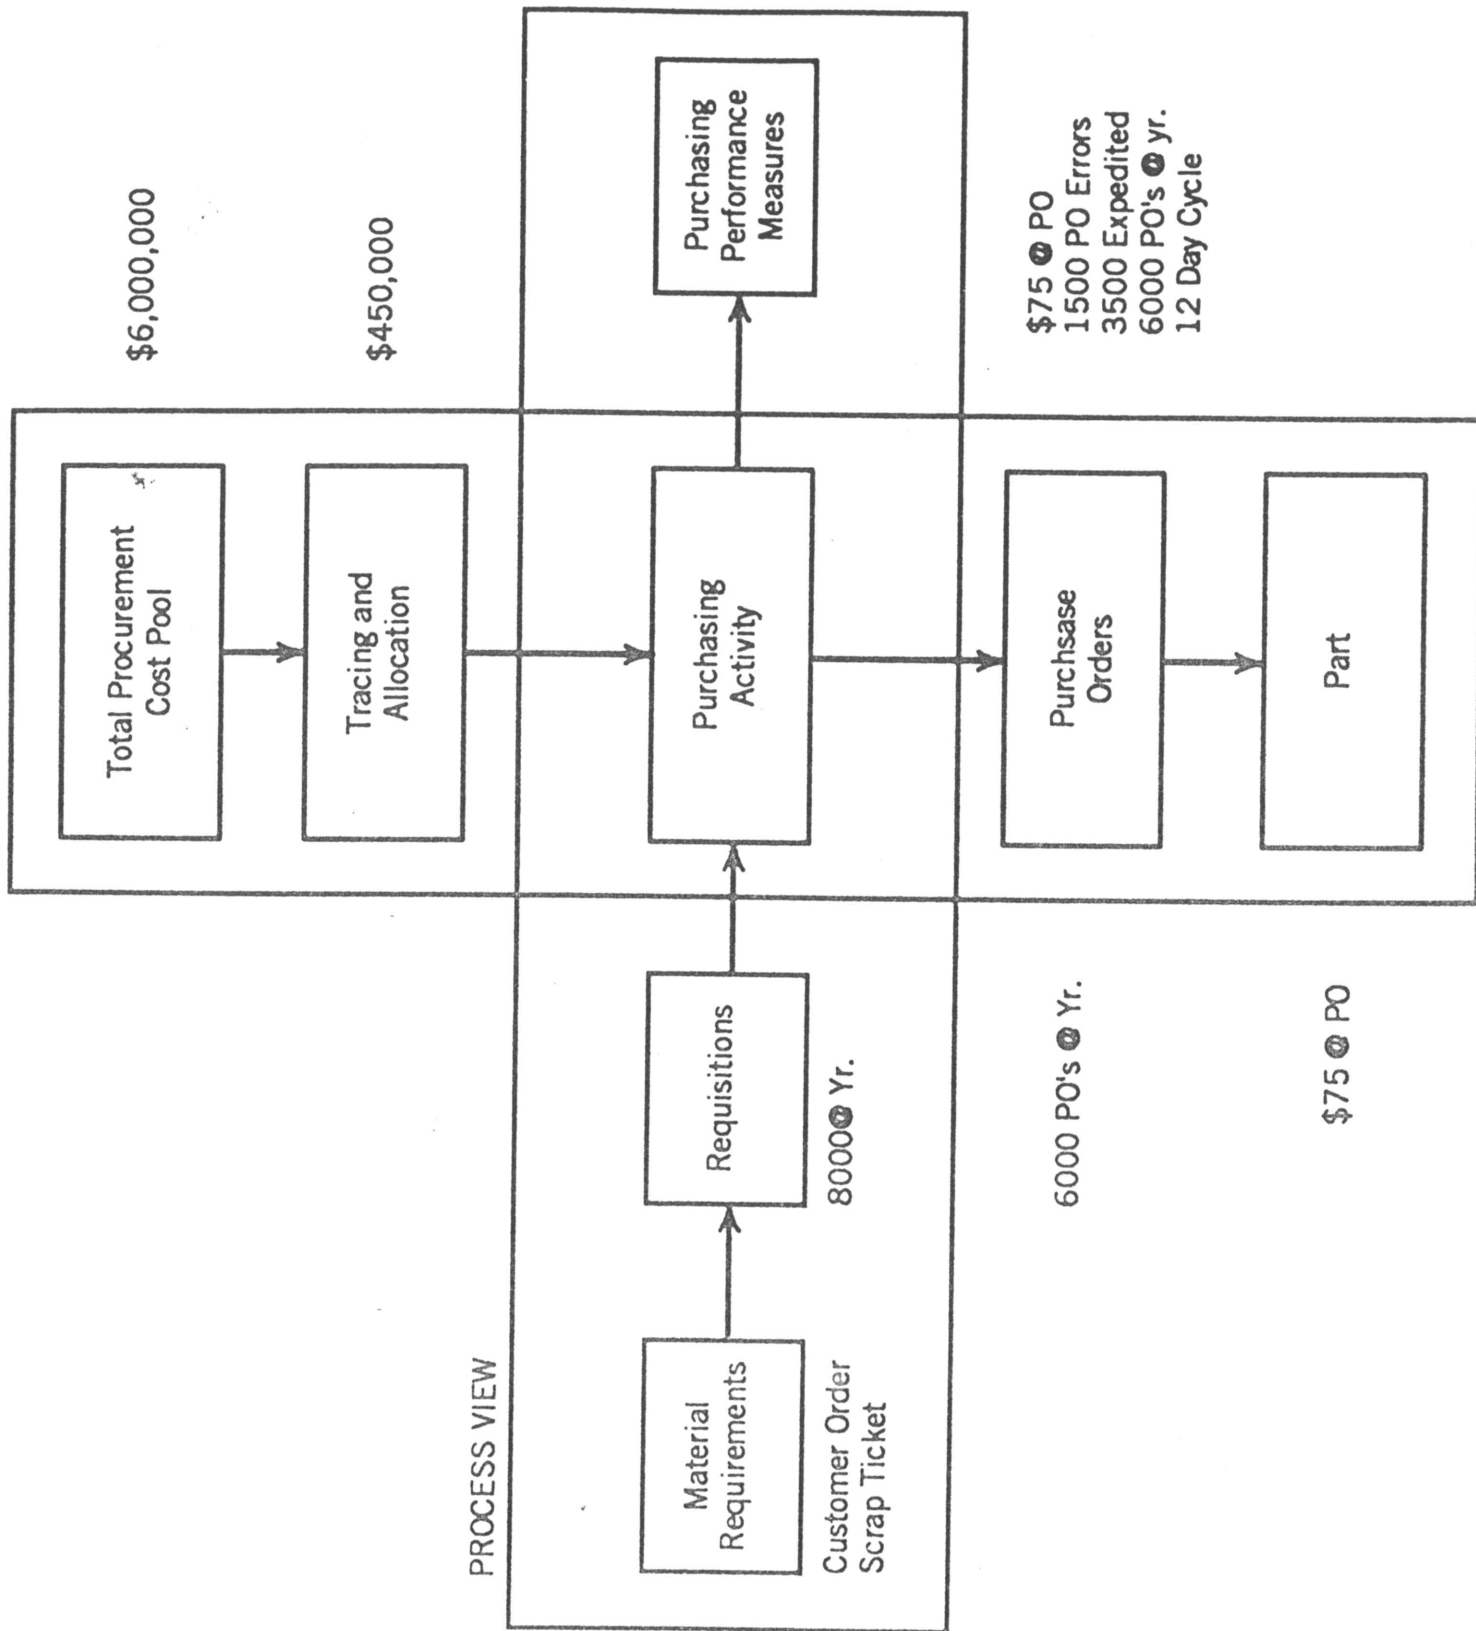 $6,000,000
Total Procurement
Cost Pool
$450,000
Tracing and
Allocation
PROCESS VIEW
Material
Requirements
Customer Order
Scrap Ticket
Requisitions
8000@ Yr.
Purchasing
Activity
Purchasing
Performance
Measures
6000 PO's @ Yr.
Purchsase
Orders
$75 @ PO
1500 PO Errors
3500 Expedited
6000 PO's @ yr.
12 Day Cycle
$75 @ PO
Part